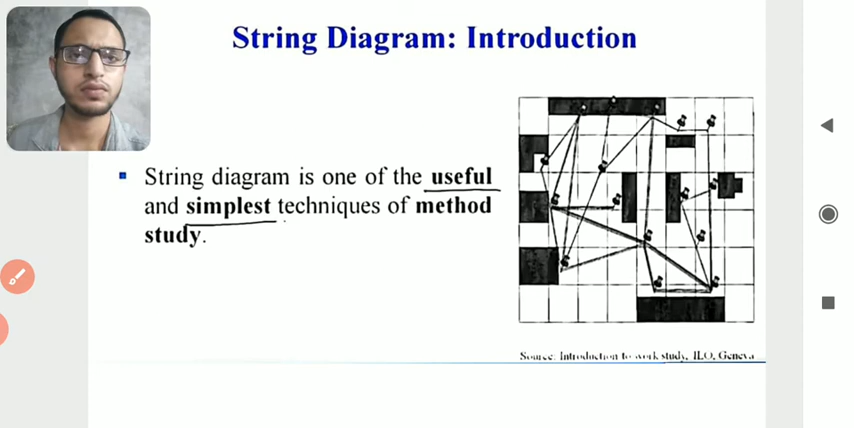 String Diagram: Introduction
String diagram is one of the useful
and simplest techniques of method
study.
Source: Introduction to work study, ILO, Geneva